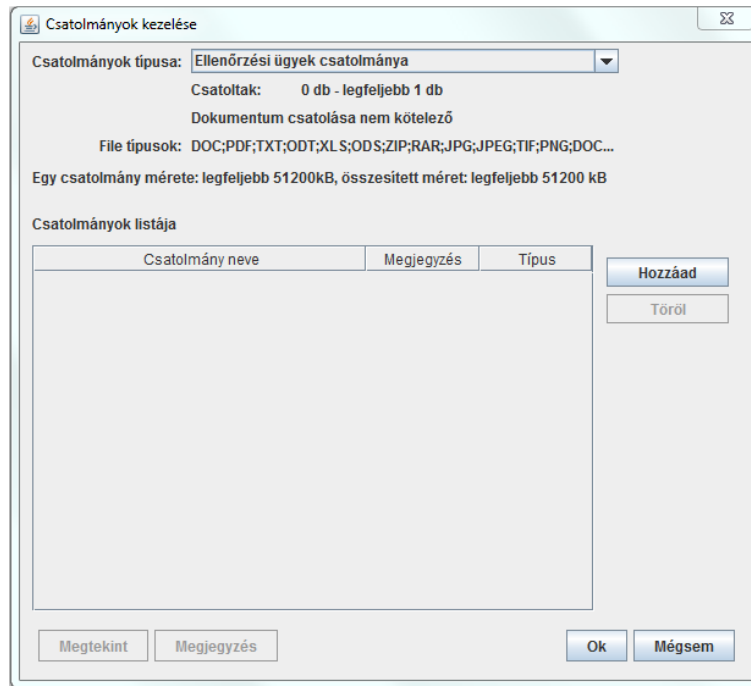 Csatolmányok kezelése
Csatolmányok típusa: Ellenőrzési ügyek csatolmánya
Csatoltak: 0 db - legfeljebb 1 db
Dokumentum csatolása nem kötelező
File típusok: DOC;PDF;TXT;ODT;XLS;ODS;ZIP;RAR;JPG;JPEG;TIF;PNG;DOC...
Egy csatolmány mérete: legfeljebb 51200kB, összesített méret: legfeljebb 51200 kB
Csatolmányok listája
Csatolmány neve Megjegyzés Típus
Hozzáad
Töröl
Megtekint Megjegyzés Ok Mégsem